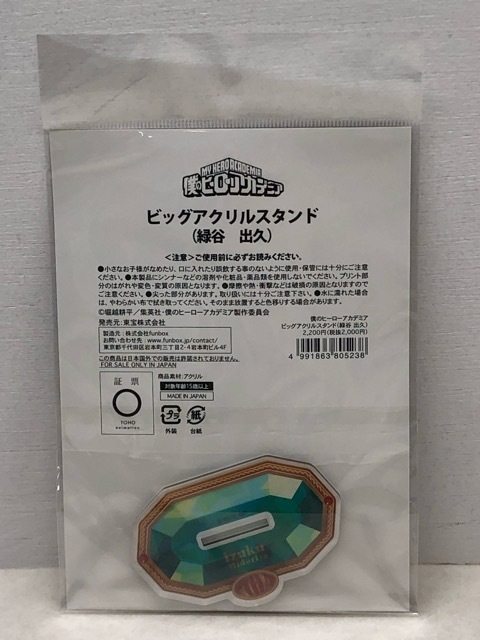 MY HERO ACADEMIA
僕のヒーローアカデミア
ビッグアクリルスタンド
(緑谷 出久)
<注意>ご使用前に必ずお読みください。
●小さなお子様がなめたり、口に入れたり誤飲する事のないように使用・保管には十分にご注意
ください。●本製品にシンナーなどの溶剤や化粧品・薬品類を使用しないでください。プリント部
分のはがれや変色・変質の原因となります。●摩擦や熱・衝撃などは破損の原因となりますので
ご注意ください。●尖った部分があります。取り扱いには十分ご注意下さい。●水に濡れた場合
は、やわらかい布で拭き取ってください。そのまま放置すると色移りする場合があります。
©堀越耕平／集英社・僕のヒーローアカデミア製作委員会
発売元:東宝株式会社
製造元:株式会社funbox
お問い合わせ先:www.funbox.jp/contact/
東京都千代田区岩本町三丁目2-4岩本町ビル4F
この商品は日本国外での販売は許諾されておりません。
FOR SALE ONLY IN JAPAN
僕のヒーローアカデミア
ビッグアクリルスタンド(緑谷 出久)
2,200円(税抜2,000円)
4 991863 805238
証票
TOHO
animation
商品素材:アクリル
対象年齢15歳以上
MADE IN JAPAN
プラ
外装
紙
台紙
Izuku
Midoriya